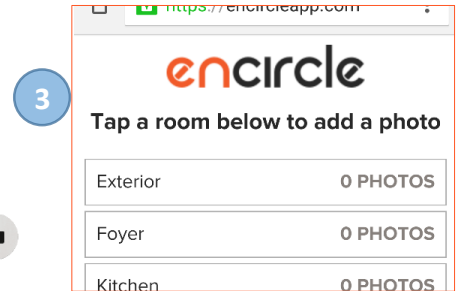 https://encircleapp.com
encircle
3
Tap a room below to add a photo
Exterior 0 PHOTOS
Foyer 0 PHOTOS
Kitchen 0 PHOTOS